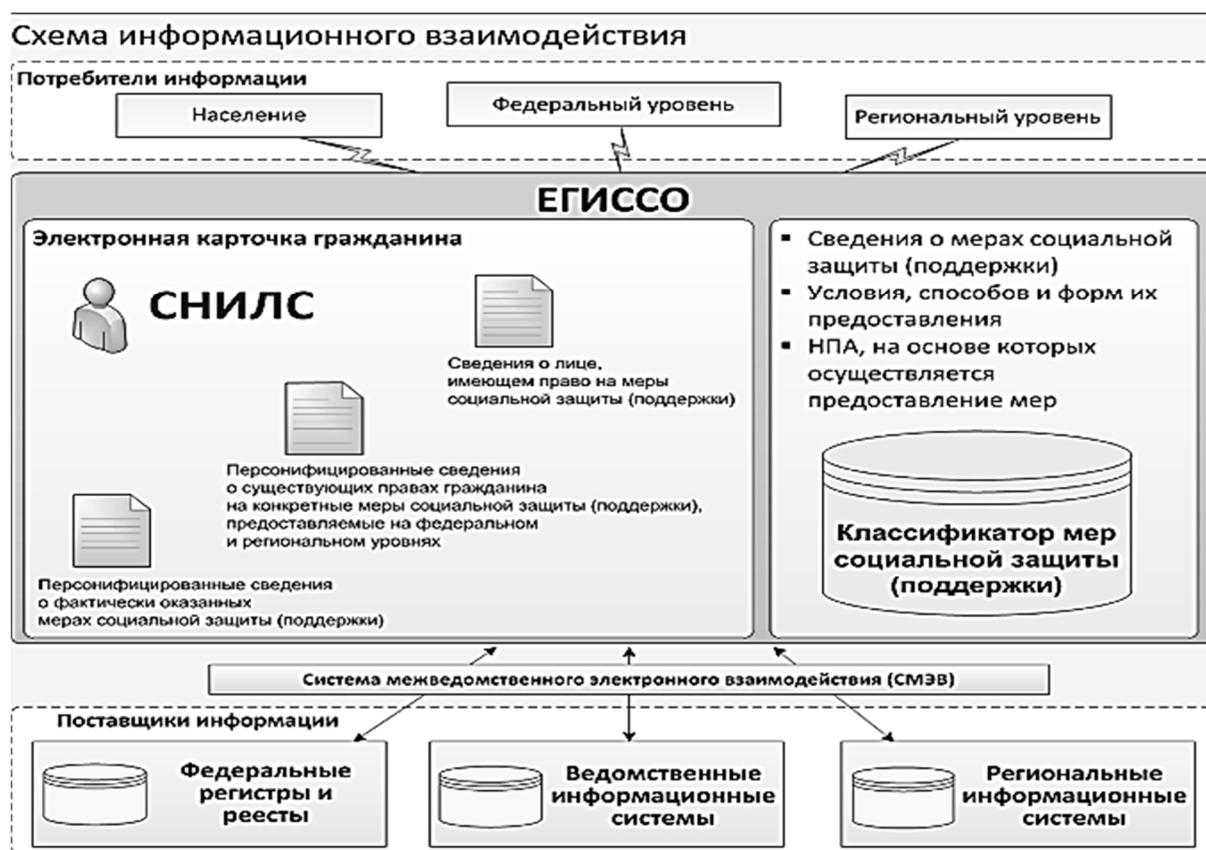 Схема информационного взаимодействия
Потребители информации
Население
Федеральный уровень
Региональный уровень
ЕГИССО
Электронная карточка гражданина
СНИЛС
Сведения о лице,
имеющем право на меры
социальной защиты (поддержки)
Персонифицированные сведения
о существующих правах гражданина
на конкретные меры социальной защиты (поддержки),
предоставляемые на федеральном
и региональном уровнях
Персонифицированные сведения
о фактически оказанных
мерах социальной защиты (поддержки)
▪ Сведения о мерах социальной
защиты (поддержки)
▪ Условия, способов и форм их
предоставления
▪ НПА, на основе которых
осуществляется
предоставление мер
Классификатор мер
социальной защиты
(поддержки)
Система межведомственного электронного взаимодействия (СМЭВ)
Поставщики информации
Федеральные
регистры и
реесты
Ведомственные
информационные
системы
Региональные
информационные
системы